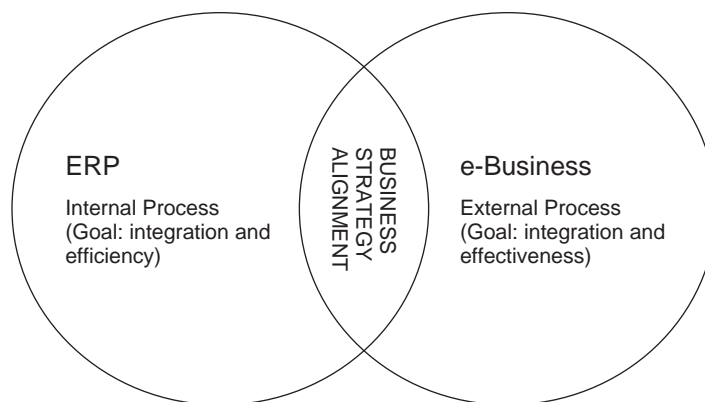 ERP
Internal Process
(Goal: integration and
efficiency)
BUSINESS
STRATEGY
ALIGNMENT
e-Business
External Process
(Goal: integration and
effectiveness)